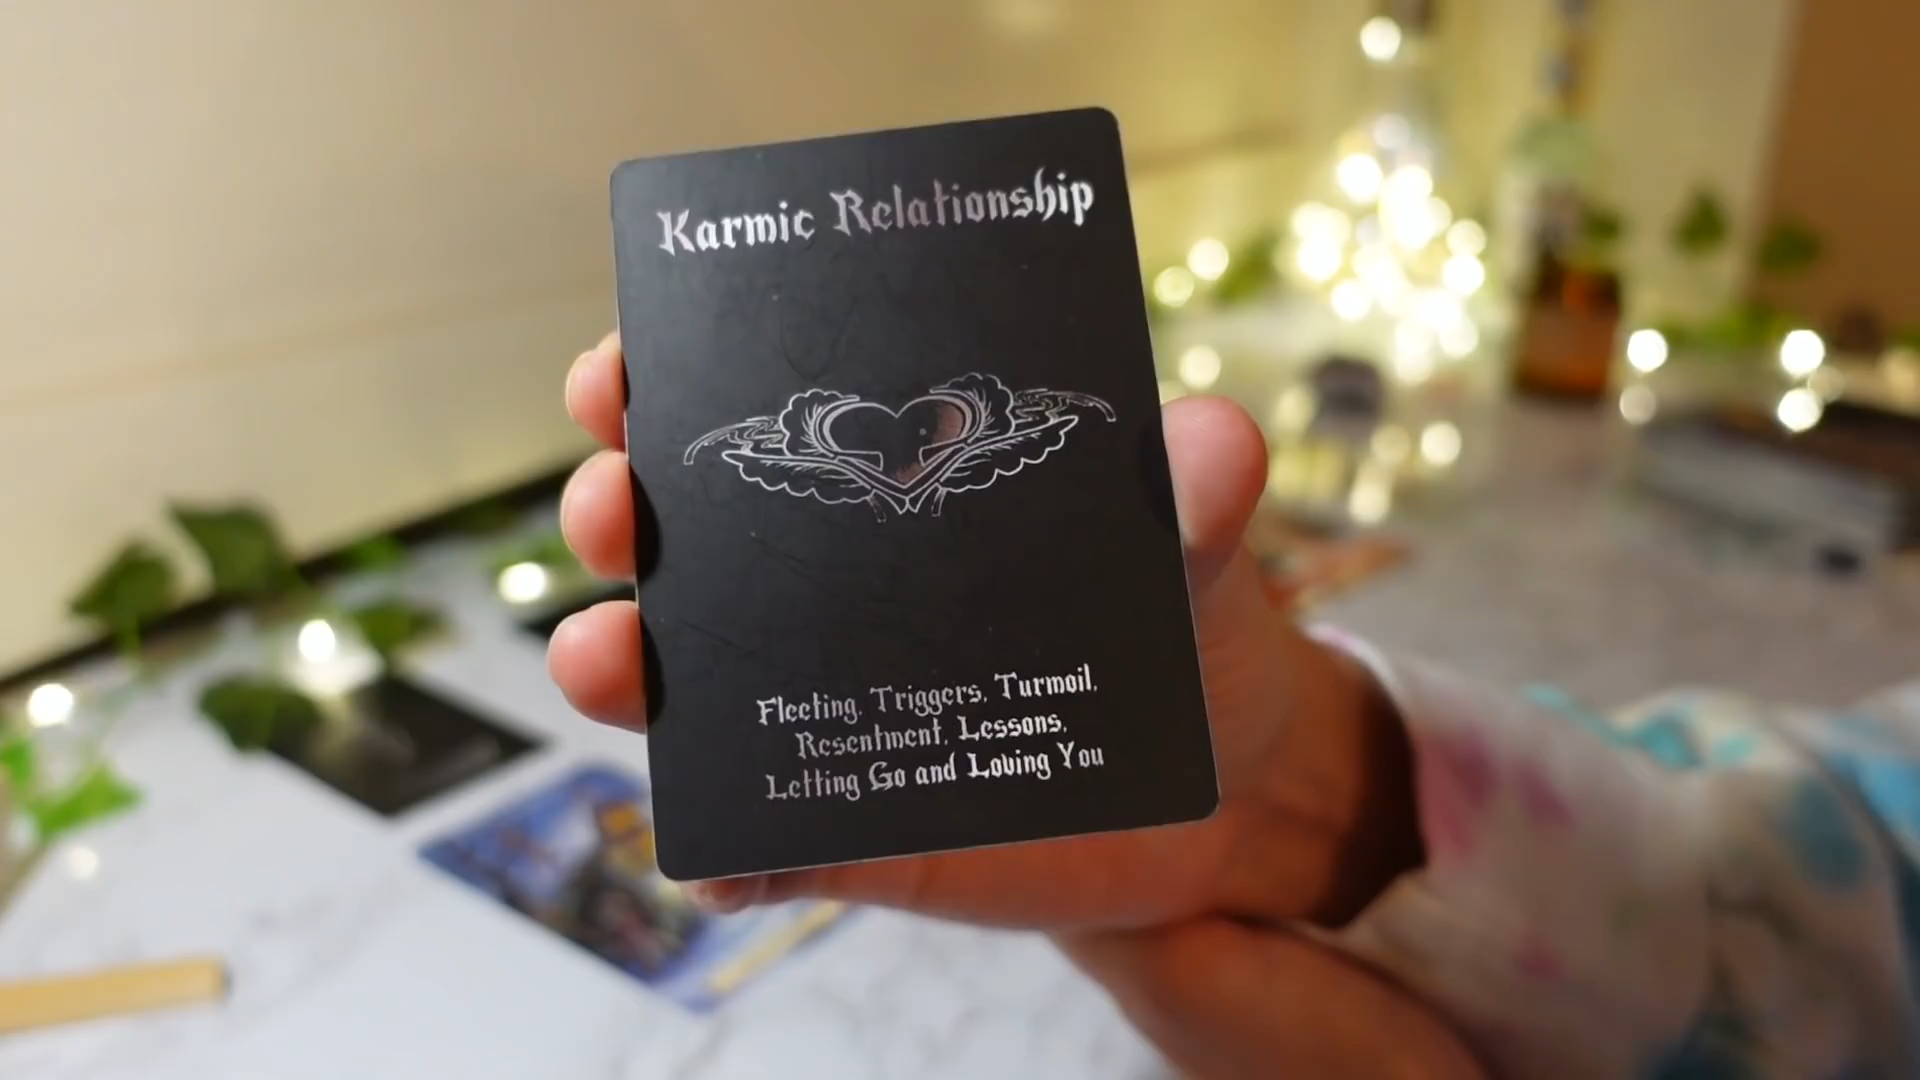 Karmic Relationship
Fleeting, Triggers, Turmoil,
Resentment, Lessons,
Letting Go and Loving You